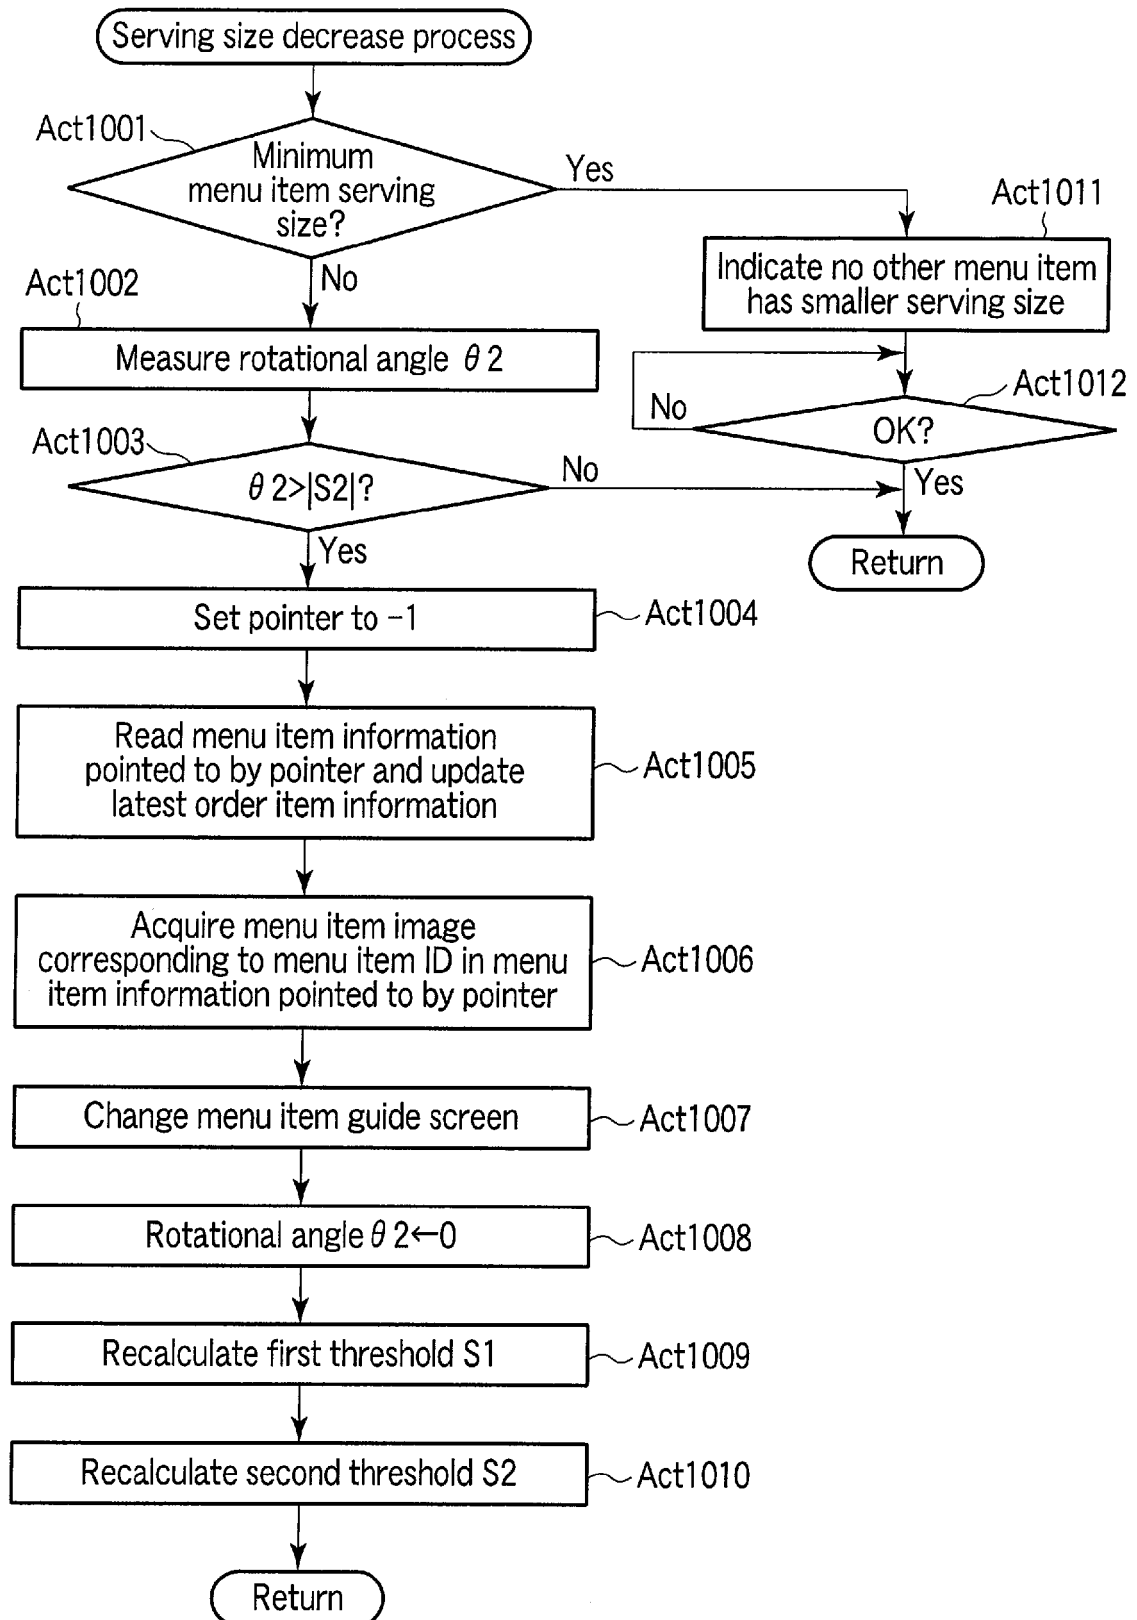 Serving size decrease process
Act1001
Minimum
menu item serving
size?
Yes
No
Act1011
Indicate no other menu item
has smaller serving size
Act1002
Measure rotational angle θ2
Act1012
OK?
No
Yes
Act1003
θ2>|S2|?
No
Yes
Return
Set pointer to −1
Act1004
Read menu item information
pointed to by pointer and update
latest order item information
Act1005
Acquire menu item image
corresponding to menu item ID in menu
item information pointed to by pointer
Act1006
Change menu item guide screen
Act1007
Rotational angle θ2←0
Act1008
Recalculate first threshold S1
Act1009
Recalculate second threshold S2
Act1010
Return